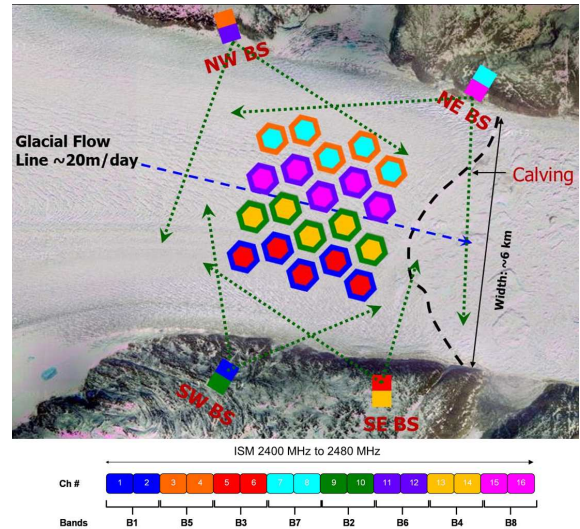 NW BS
NE BS
Glacial Flow
Line ~20m/day
Calving
Width: ~6 km
SW BS
SE BS
ISM 2400 MHz to 2480 MHz
Ch # 1 2 3 4 5 6 7 8 9 10 11 12 13 14 15 16
Bands B1 B5 B3 B7 B2 B6 B4 B8